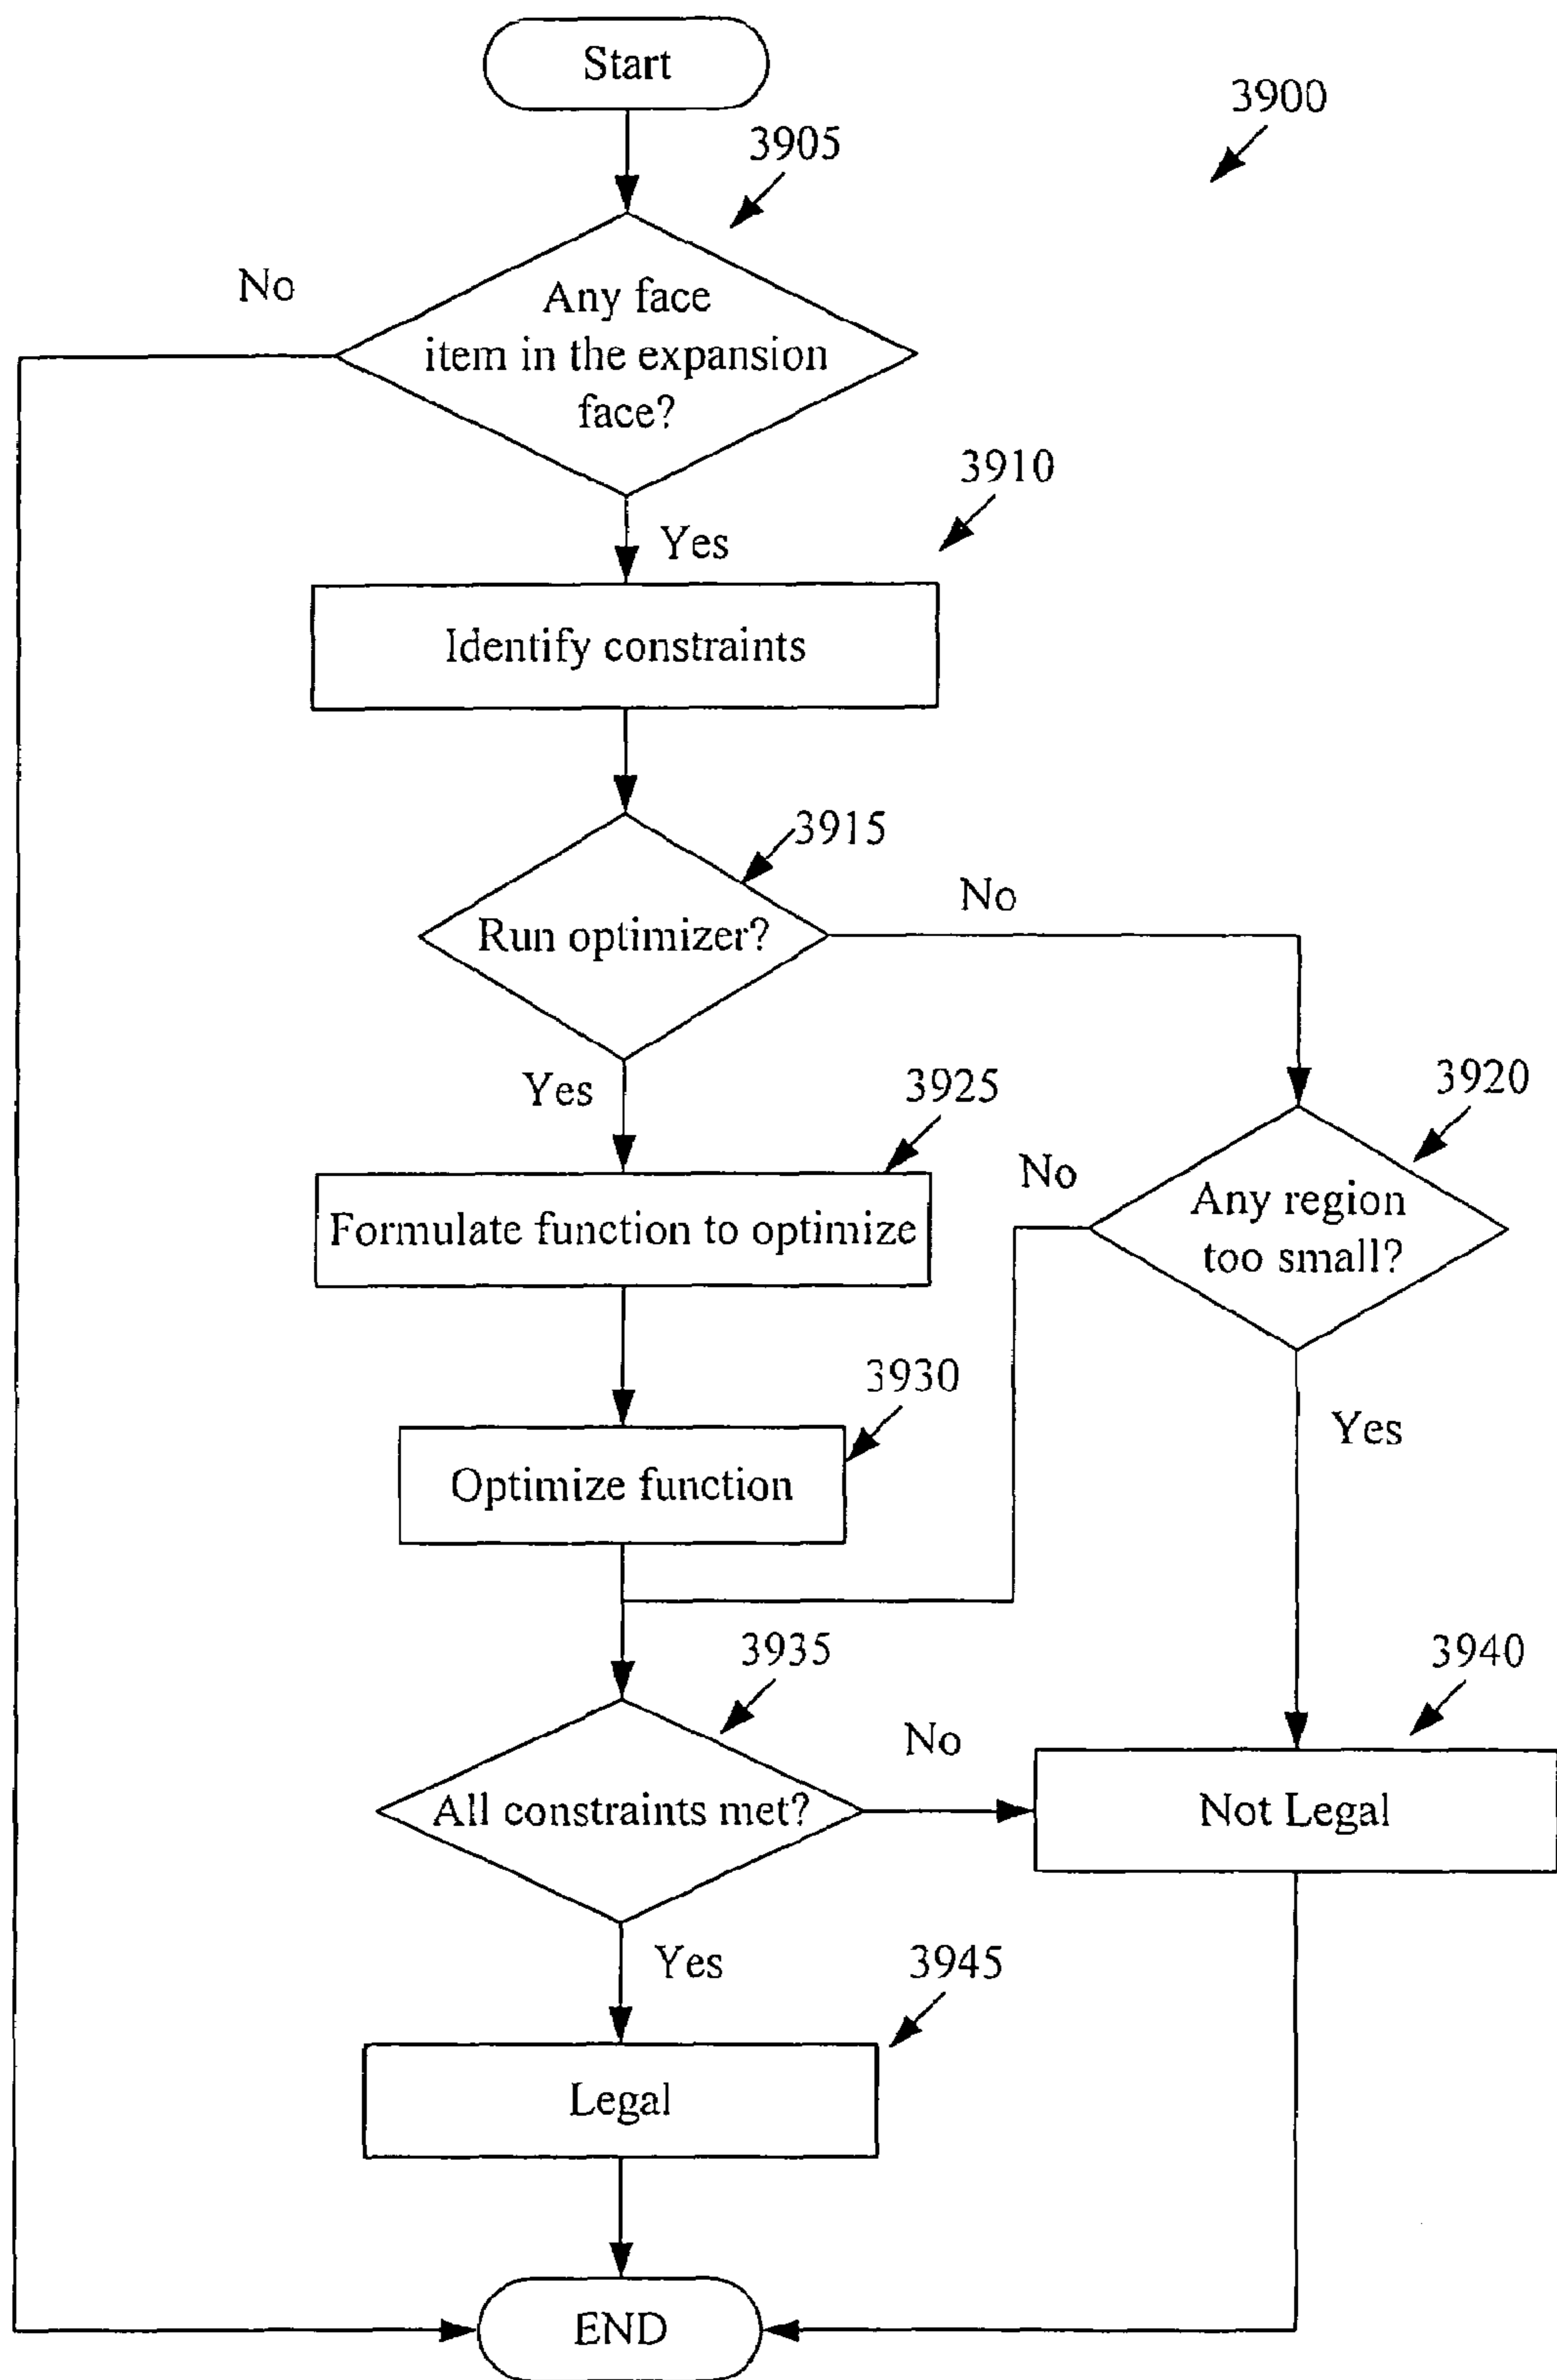 Start
3900
3905
No
Any face
item in the expansion
face?
3910
Yes
Identify constraints
3915
No
Run optimizer?
Yes
3925
3920
No
Any region
too small?
Formulate function to optimize
3930
Yes
Optimize function
3935
3940
No
All constraints met?
Not Legal
Yes
3945
Legal
END